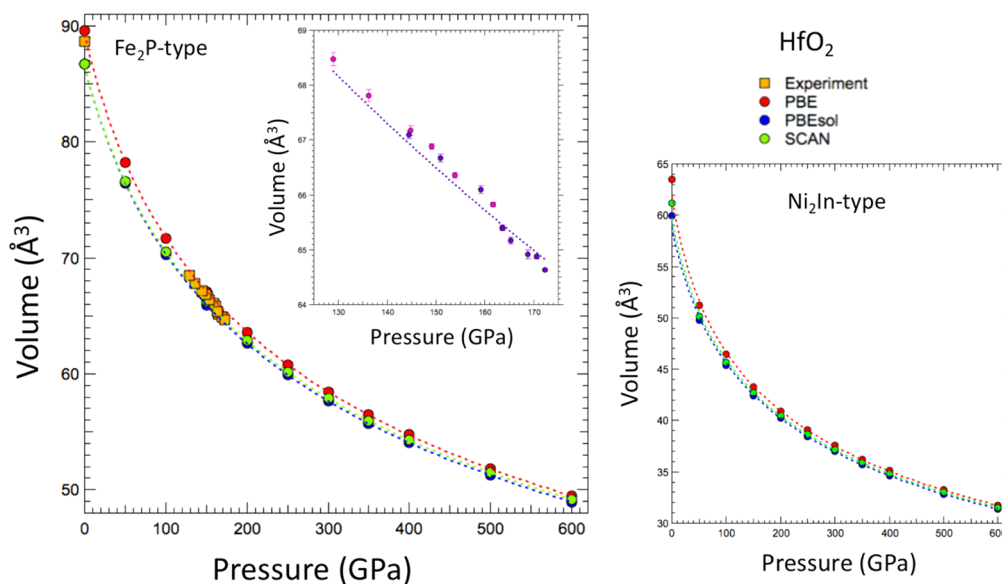 Fe₂P-type
90
80
70
60
50
Volume (Å³)
0
100
200
300
400
500
600
Pressure (GPa)
69
68
67
66
65
64
Volume (Å³)
130
140
150
160
170
Pressure (GPa)
HfO₂
Experiment
PBE
PBEsol
SCAN
Ni₂In-type
65
60
55
50
45
40
35
30
Volume (Å³)
0
100
200
300
400
500
600
Pressure (GPa)